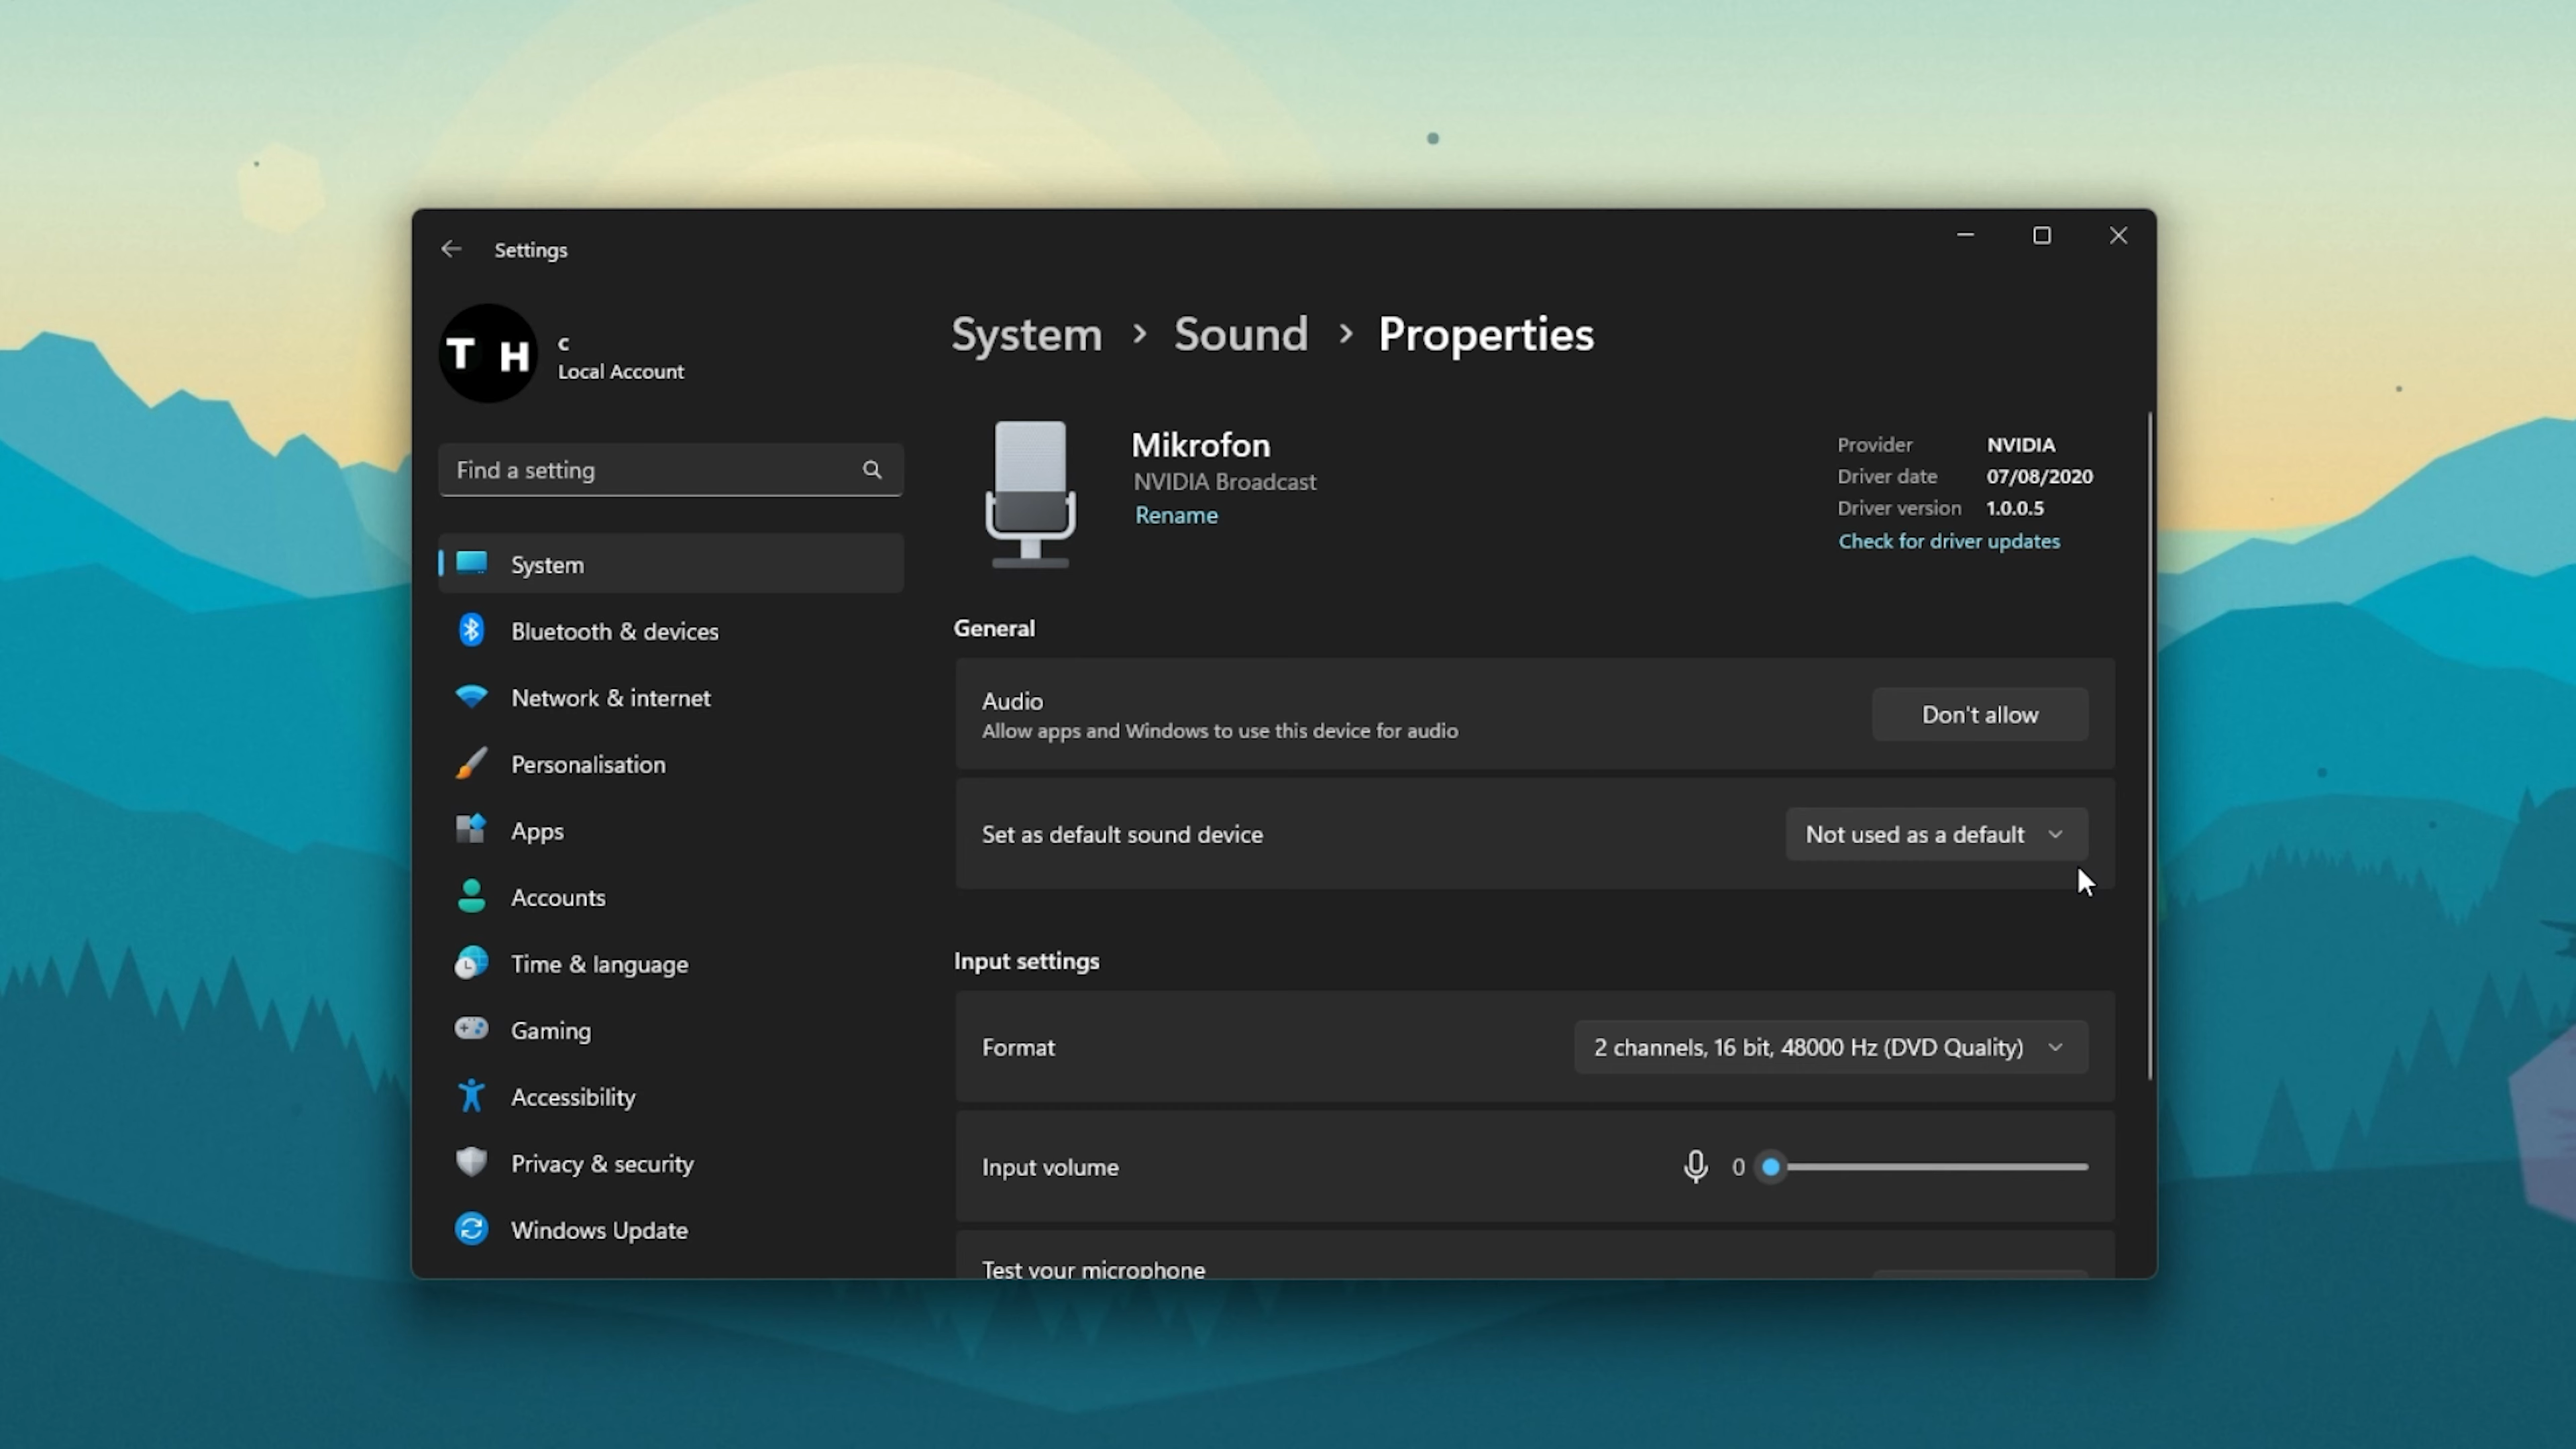 Settings
T H
c
Local Account
Find a setting
System
Bluetooth & devices
Network & internet
Personalisation
Apps
Accounts
Time & language
Gaming
Accessibility
Privacy & security
Windows Update
System > Sound > Properties
Mikrofon
NVIDIA Broadcast
Rename
Provider NVIDIA
Driver date 07/08/2020
Driver version 1.0.0.5
Check for driver updates
General
Audio
Allow apps and Windows to use this device for audio
Don't allow
Set as default sound device
Not used as a default
Input settings
Format
2 channels, 16 bit, 48000 Hz (DVD Quality)
Input volume
0
Test your microphone